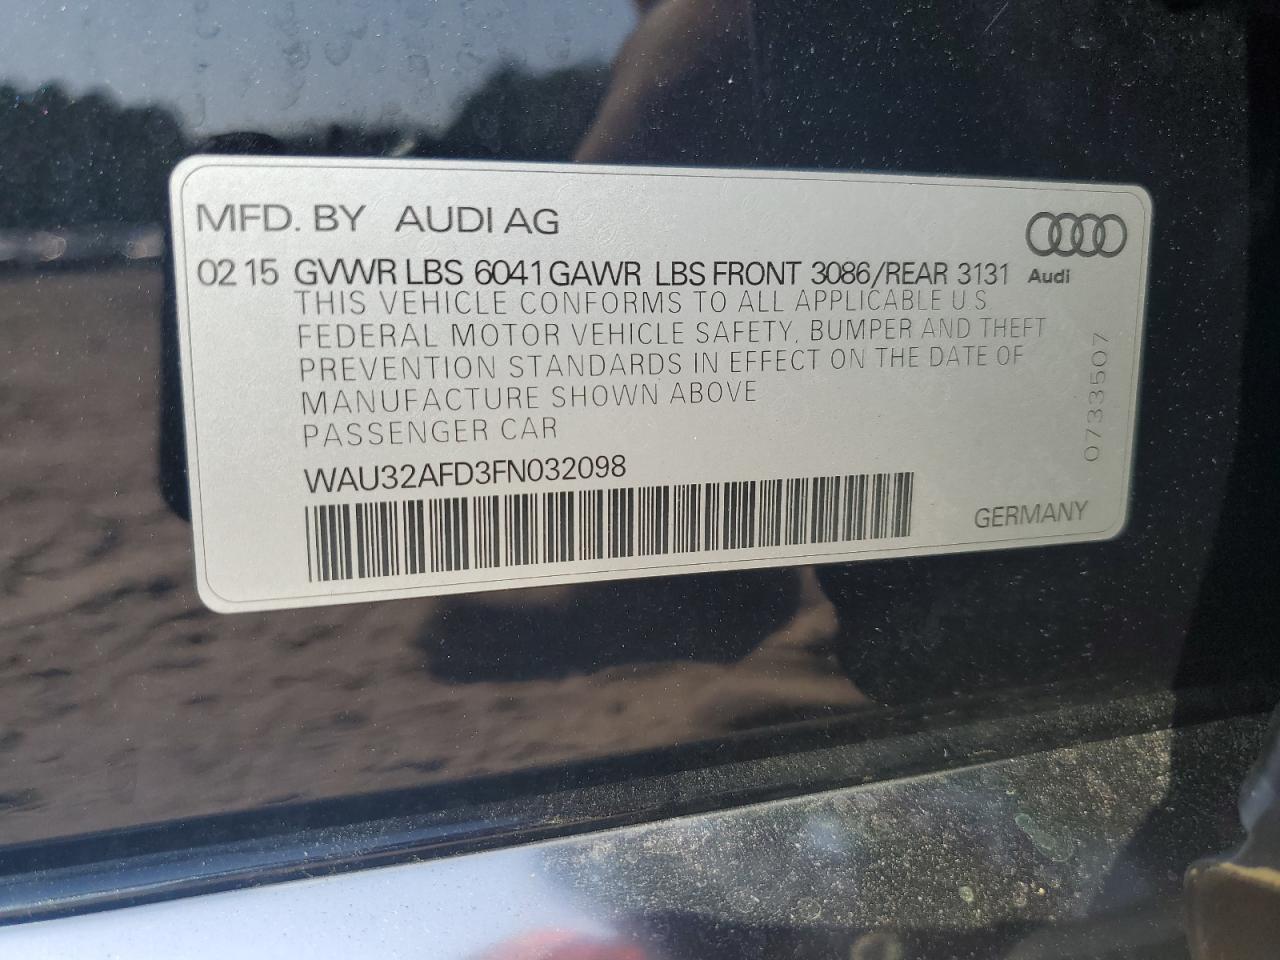 MFD. BY AUDI AG
02 15 GVWR LBS 6041 GAWR LBS FRONT 3086/REAR 3131
Audi
THIS VEHICLE CONFORMS TO ALL APPLICABLE U.S
FEDERAL MOTOR VEHICLE SAFETY, BUMPER AND THEFT
PREVENTION STANDARDS IN EFFECT ON THE DATE OF
MANUFACTURE SHOWN ABOVE
PASSENGER CAR
WAU32AFD3FN032098
GERMANY
0733507